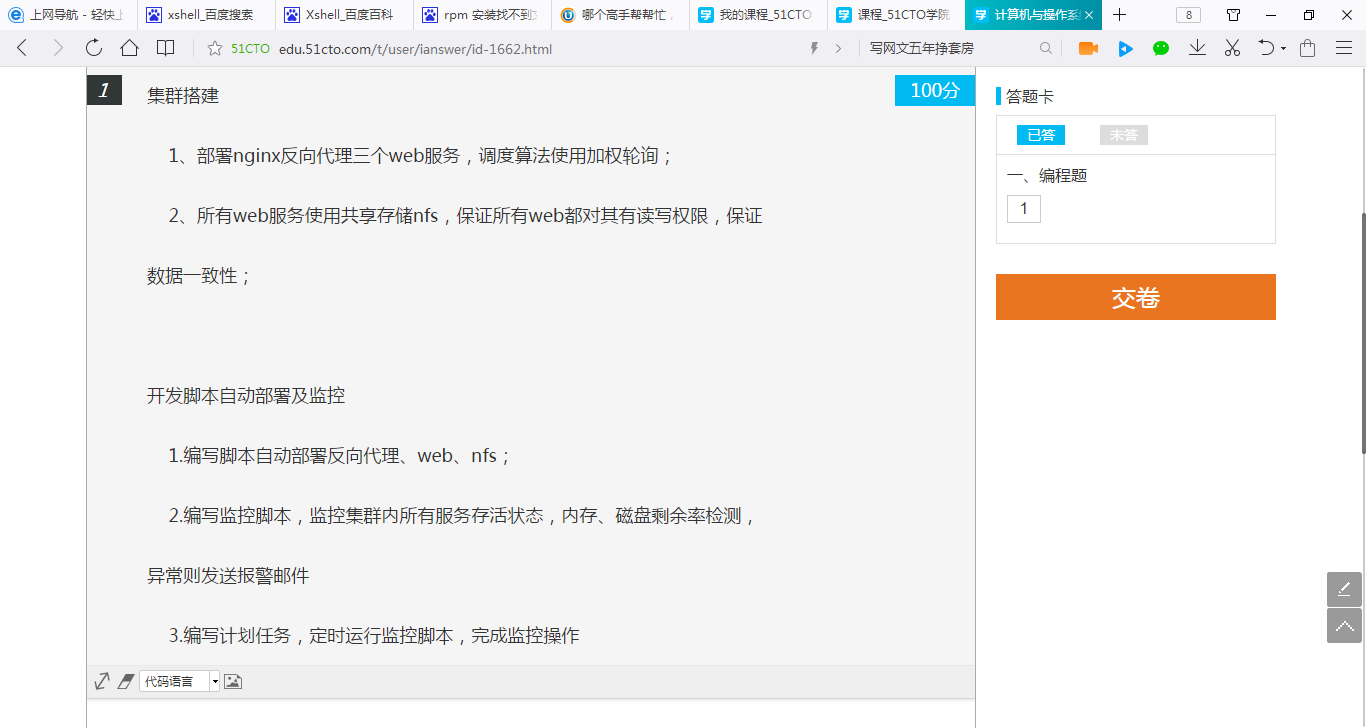 上网导航 - 轻快上
xshell_百度搜索
Xshell_百度百科
rpm 安装找不到文
哪个高手帮帮忙，
我的课程_51CTO
课程_51CTO学院
计算机与操作系
8
51CTO edu.51cto.com/t/user/ianswer/id-1662.html
写网文五年挣套房
1
集群搭建
100分
1、部署nginx反向代理三个web服务，调度算法使用加权轮询；
2、所有web服务使用共享存储nfs，保证所有web都对其有读写权限，保证
数据一致性；
开发脚本自动部署及监控
1.编写脚本自动部署反向代理、web、nfs；
2.编写监控脚本，监控集群内所有服务存活状态，内存、磁盘剩余率检测，
异常则发送报警邮件
3.编写计划任务，定时运行监控脚本，完成监控操作
代码语言
答题卡
已答 未答
一、编程题
1
交卷